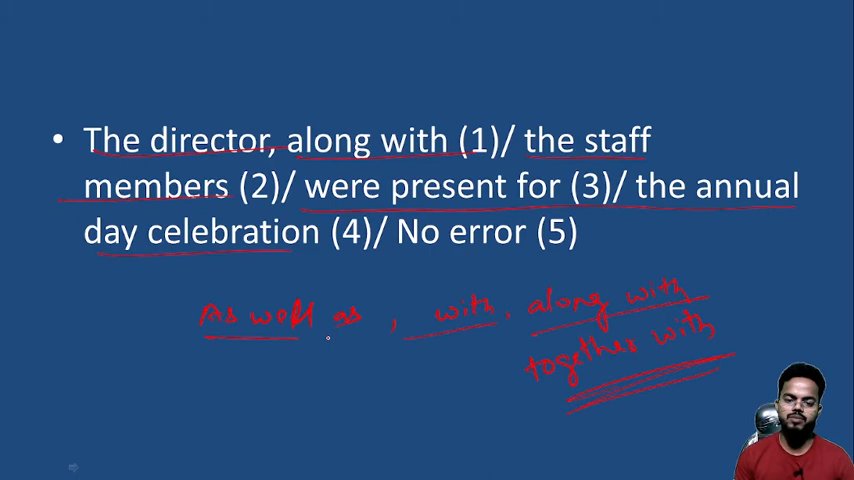 • The director, along with (1)/ the staff
members (2)/ were present for (3)/ the annual
day celebration (4)/ No error (5)
As well as , with, along with
together with